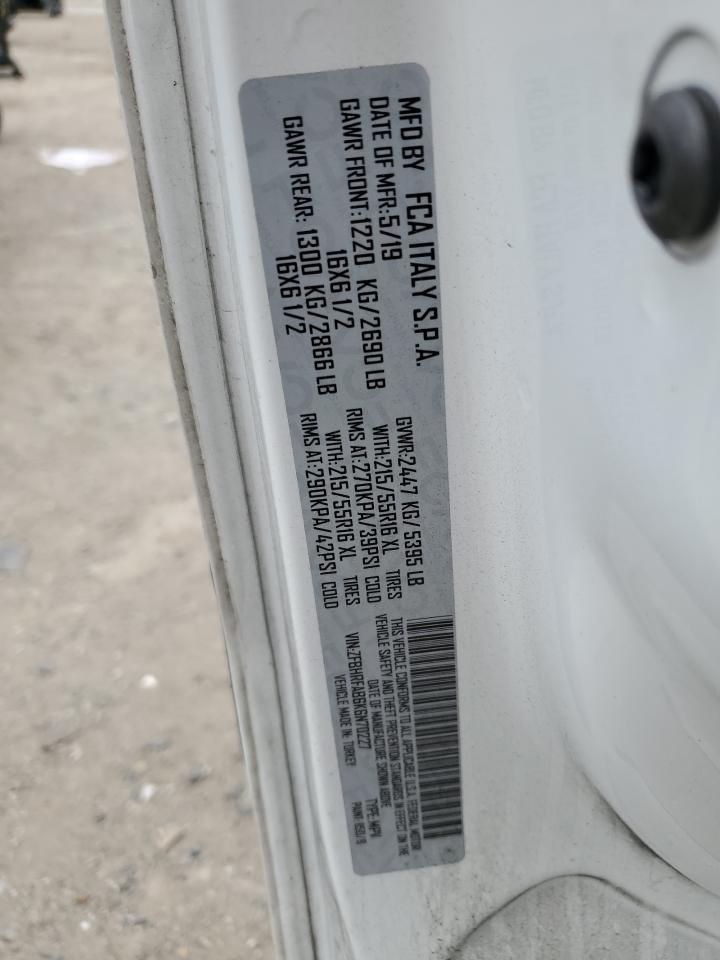 MFD BY FCA ITALY S.P.A.
DATE OF MFR:5/19 GVWR:2447 KG/5395 LB
GAWR FRONT:1220 KG/2690 LB WITH:215/55R16 XL TIRES
16X6 1/2 RIMS AT:270KPA/39PSI COLD
GAWR REAR: 1300 KG/2866 LB WITH:215/55R16 XL TIRES
16X6 1/2 RIMS AT:290KPA/42PSI COLD
THIS VEHICLE CONFORMS TO ALL APPLICABLE U.S.A. FEDERAL MOTOR
VEHICLE SAFETY AND THEFT PREVENTION STANDARDS IN EFFECT ON THE
DATE OF MANUFACTURE SHOWN ABOVE
VIN:ZFBHRFAB6K6N70227 TYPE: MPV
VEHICLE MADE IN: TURKEY PAINT: